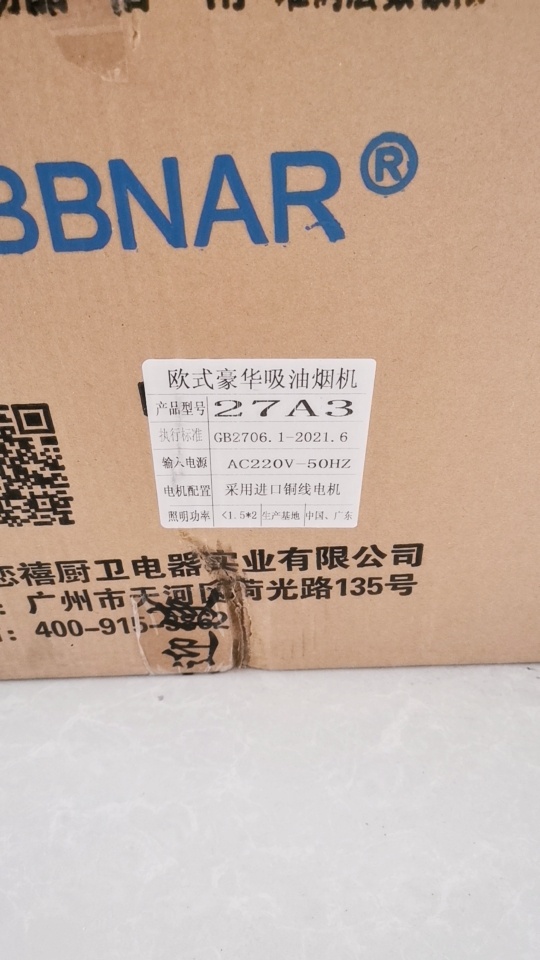 BBNAR®
欧式豪华吸油烟机
产品型号 27A3
执行标准 GB2706.1-2021.6
输入电源 AC220V-50HZ
电机配置 采用进口铜线电机
照明功率 <1.5*2 生产基地 中国、广东
禧厨卫电器实业有限公司
广州市天河区荷光路135号
400-915-
迎